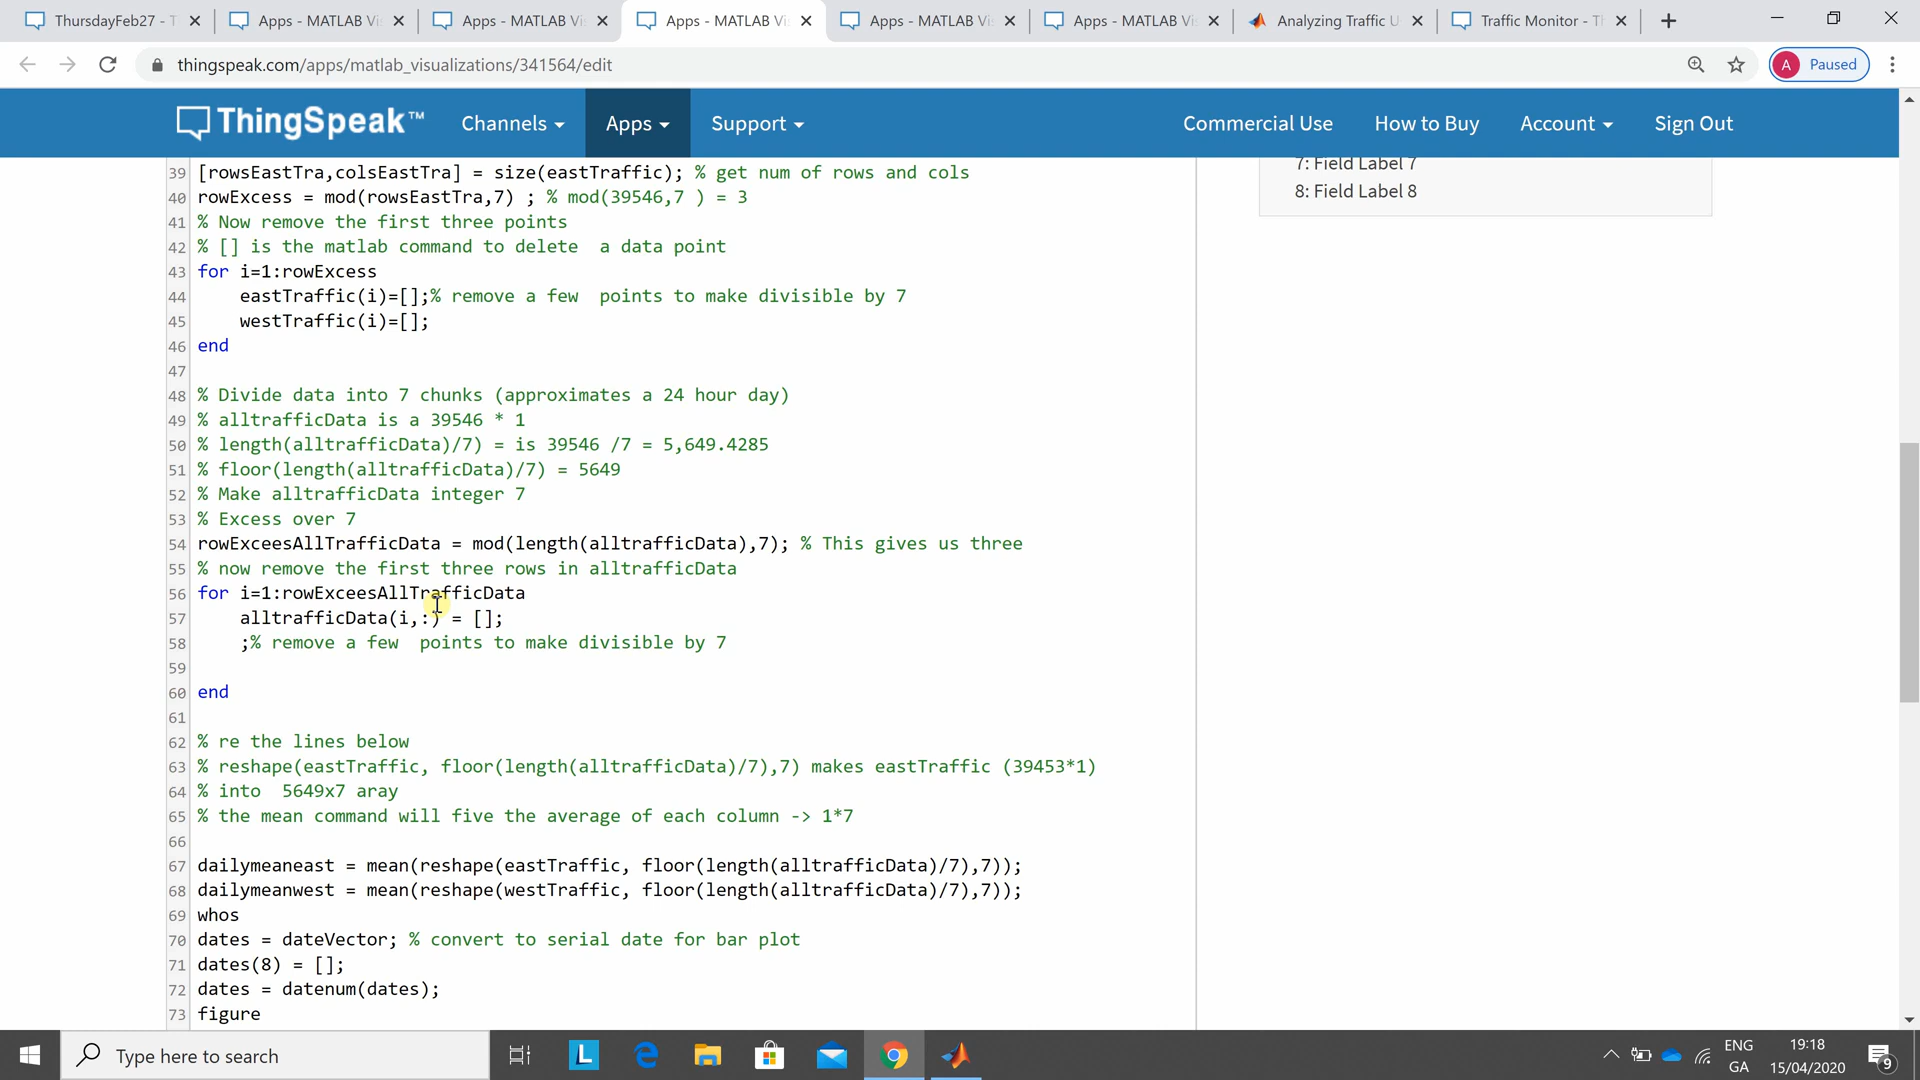 ThursdayFeb27 - T
Apps - MATLAB Vi
Apps - MATLAB Vi
Apps - MATLAB Vi
Apps - MATLAB Vi
Apps - MATLAB Vi
Analyzing Traffic U
Traffic Monitor - Th
thingspeak.com/apps/matlab_visualizations/341564/edit
A Paused
ThingSpeak™
Channels
Apps
Support
Commercial Use
How to Buy
Account
Sign Out
7: Field Label 7
8: Field Label 8
39 [rowsEastTra,colsEastTra] = size(eastTraffic); % get num of rows and cols
40 rowExcess = mod(rowsEastTra,7) ; % mod(39546,7 ) = 3
41 % Now remove the first three points
42 % [] is the matlab command to delete  a data point
43 for i=1:rowExcess
44     eastTraffic(i)=[];% remove a few  points to make divisible by 7
45     westTraffic(i)=[];
46 end
47
48 % Divide data into 7 chunks (approximates a 24 hour day)
49 % alltrafficData is a 39546 * 1
50 % length(alltrafficData)/7) = is 39546 /7 = 5,649.4285
51 % floor(length(alltrafficData)/7) = 5649
52 % Make alltrafficData integer 7
53 % Excess over 7
54 rowExceesAllTrafficData = mod(length(alltrafficData),7); % This gives us three
55 % now remove the first three rows in alltrafficData
56 for i=1:rowExceesAllTrafficData
57     alltrafficData(i,:) = [];
58     ;% remove a few  points to make divisible by 7
59
60 end
61
62 % re the lines below
63 % reshape(eastTraffic, floor(length(alltrafficData)/7),7) makes eastTraffic (39453*1)
64 % into  5649x7 aray
65 % the mean command will five the average of each column -> 1*7
66
67 dailymeaneast = mean(reshape(eastTraffic, floor(length(alltrafficData)/7),7));
68 dailymeanwest = mean(reshape(westTraffic, floor(length(alltrafficData)/7),7));
69 whos
70 dates = dateVector; % convert to serial date for bar plot
71 dates(8) = [];
72 dates = datenum(dates);
73 figure
Type here to search
L
ENG
GA
19:18
15/04/2020
9